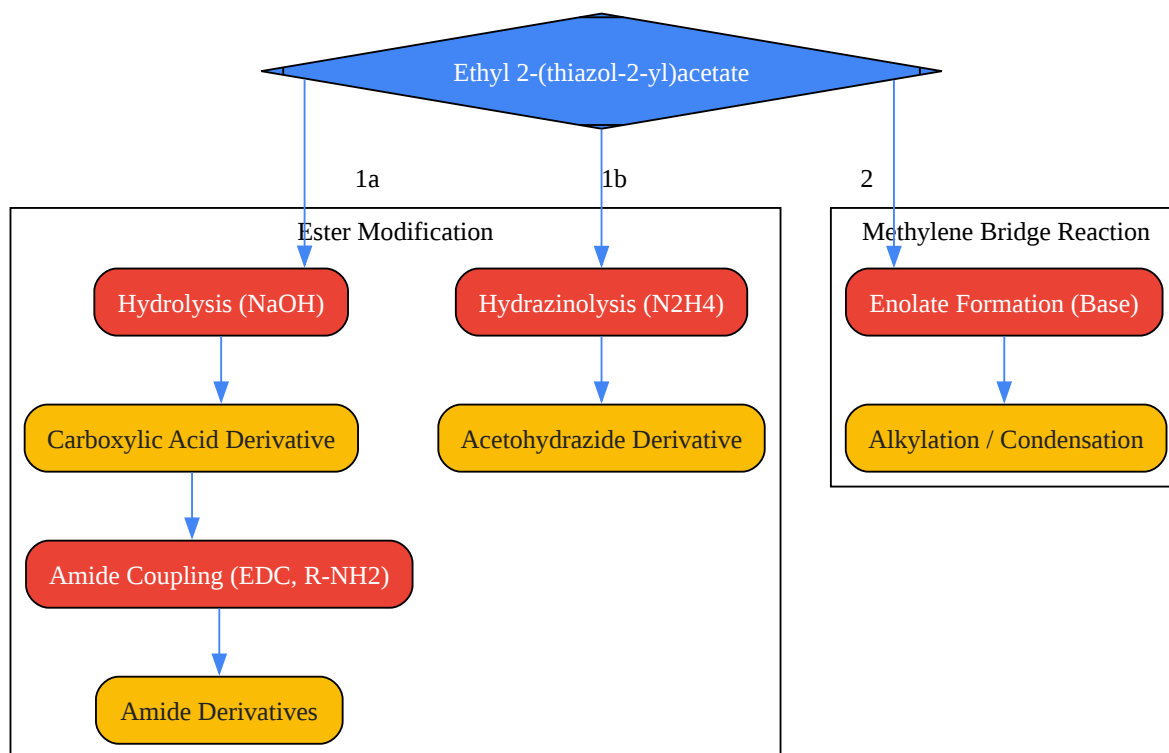 Ethyl 2-(thiazol-2-yl)acetate
1a
1b
2
Ester Modification
Methylene Bridge Reaction
Hydrolysis (NaOH)
Hydrazinolysis (N2H4)
Enolate Formation (Base)
Carboxylic Acid Derivative
Acetohydrazide Derivative
Alkylation / Condensation
Amide Coupling (EDC, R-NH2)
Amide Derivatives